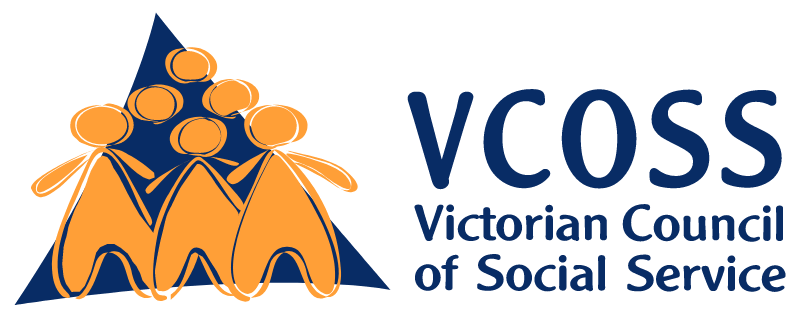 VCOSS
Victorian Council
of Social Service